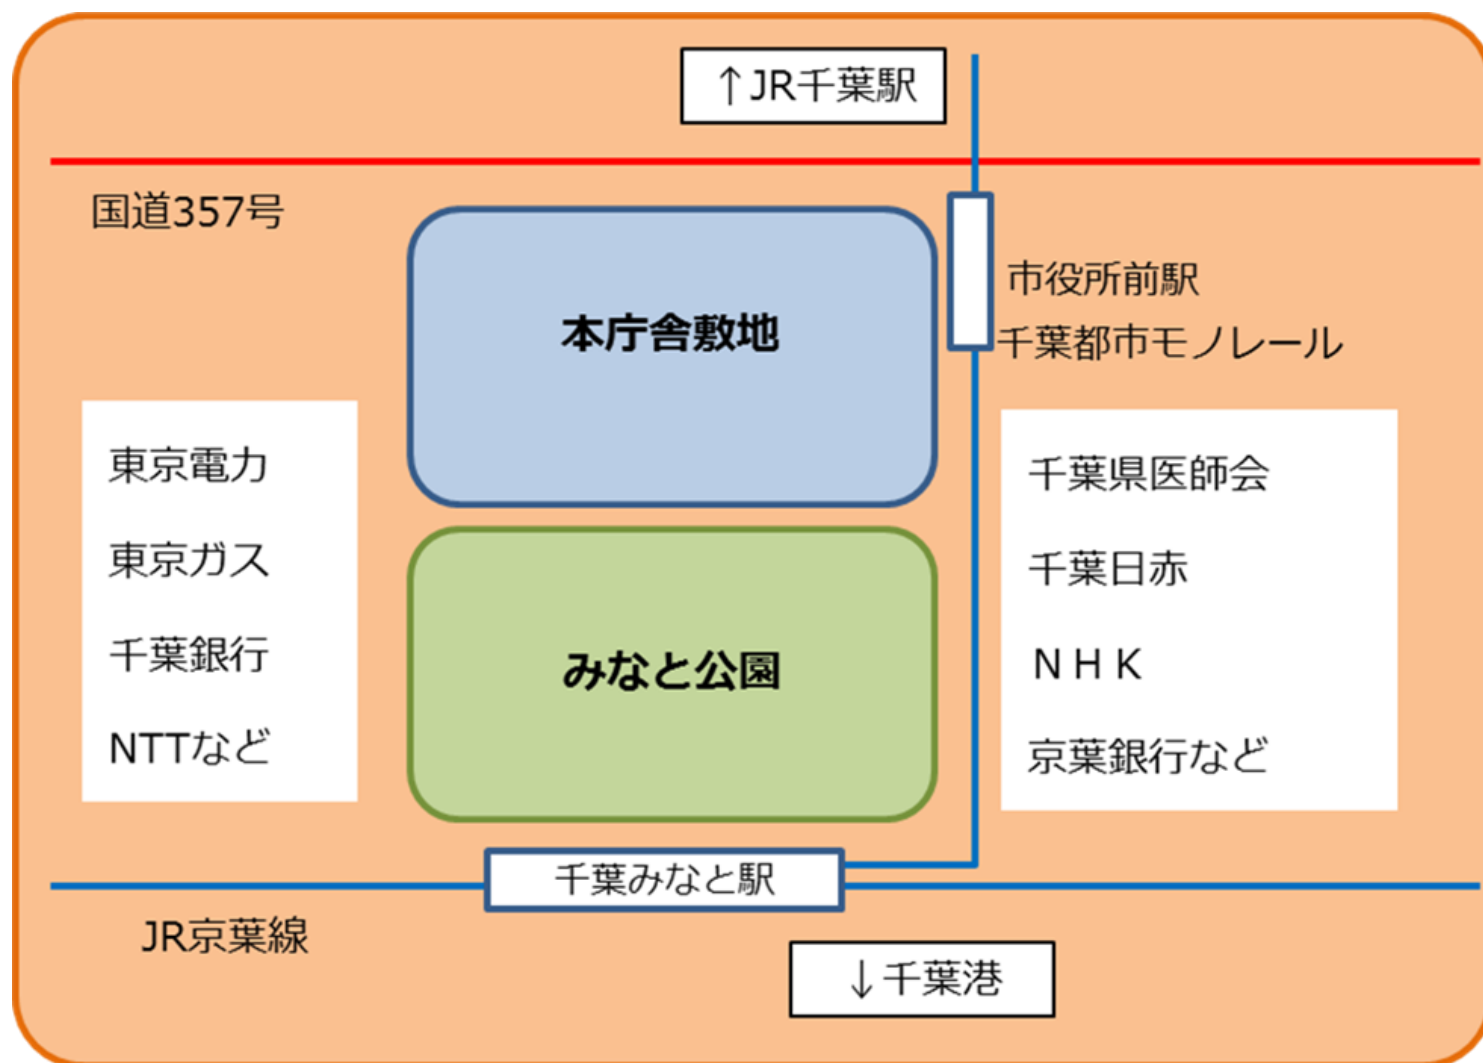 ↑JR千葉駅
国道357号
本庁舎敷地
市役所前駅
千葉都市モノレール
東京電力
東京ガス
千葉銀行
NTTなど
みなと公園
千葉県医師会
千葉日赤
ＮＨＫ
京葉銀行など
千葉みなと駅
JR京葉線
↓千葉港